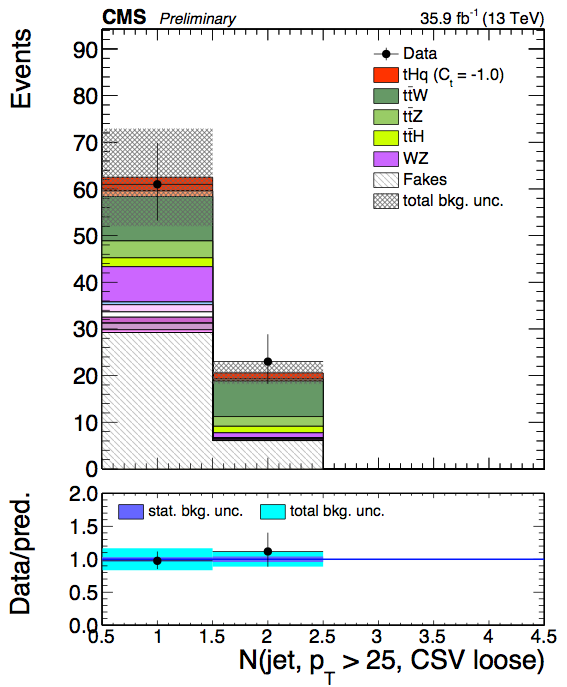 CMS Preliminary 35.9 fb⁻¹ (13 TeV)
Events
90
80
70
60
50
40
30
20
10
0
Data
tHq (Cₜ = -1.0)
tt̄W
tt̄Z
tt̄H
WZ
Fakes
total bkg. unc.
Data/pred.
2.0
1.5
1.0
0.5
0.0
stat. bkg. unc. total bkg. unc.
0.5 1 1.5 2 2.5 3 3.5 4 4.5
N(jet, p_T > 25, CSV loose)